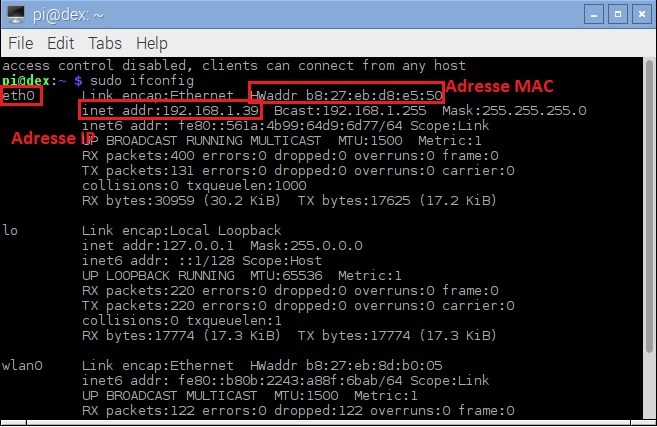 pi@dex: ~
File Edit Tabs Help
access control disabled, clients can connect from any host
pi@dex:~ $ sudo ifconfig
eth0 Link encap:Ethernet HWaddr b8:27:eb:d8:e5:50 Adresse MAC
inet addr:192.168.1.39 Bcast:192.168.1.255 Mask:255.255.255.0
inet6 addr: fe80::561a:4b99:64d9:6d77/64 Scope:Link
Adresse IP
UP BROADCAST RUNNING MULTICAST MTU:1500 Metric:1
RX packets:400 errors:0 dropped:0 overruns:0 frame:0
TX packets:131 errors:0 dropped:0 overruns:0 carrier:0
collisions:0 txqueuelen:1000
RX bytes:30959 (30.2 KiB) TX bytes:17625 (17.2 KiB)
lo Link encap:Local Loopback
inet addr:127.0.0.1 Mask:255.0.0.0
inet6 addr: ::1/128 Scope:Host
UP LOOPBACK RUNNING MTU:65536 Metric:1
RX packets:220 errors:0 dropped:0 overruns:0 frame:0
TX packets:220 errors:0 dropped:0 overruns:0 carrier:0
collisions:0 txqueuelen:1
RX bytes:17774 (17.3 KiB) TX bytes:17774 (17.3 KiB)
wlan0 Link encap:Ethernet HWaddr b8:27:eb:8d:b0:05
inet6 addr: fe80::b80b:2243:a88f:6bab/64 Scope:Link
UP BROADCAST MULTICAST MTU:1500 Metric:1
RX packets:122 errors:0 dropped:122 overruns:0 frame:0